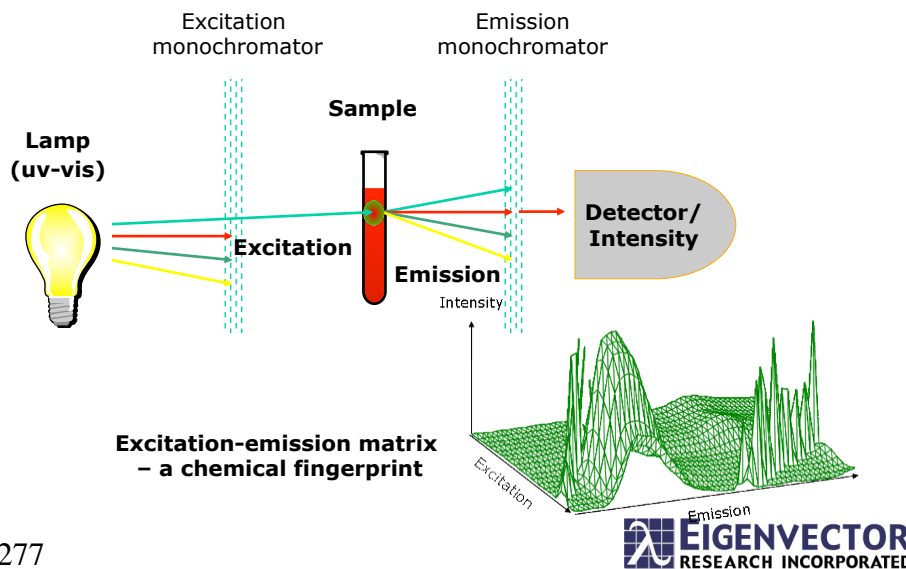 Excitation
monochromator
Emission
monochromator
Sample
Lamp
(uv-vis)
Excitation
Emission
Detector/
Intensity
Intensity
Excitation-emission matrix
– a chemical fingerprint
Excitation
Emission
277
EIGENVECTOR
RESEARCH INCORPORATED